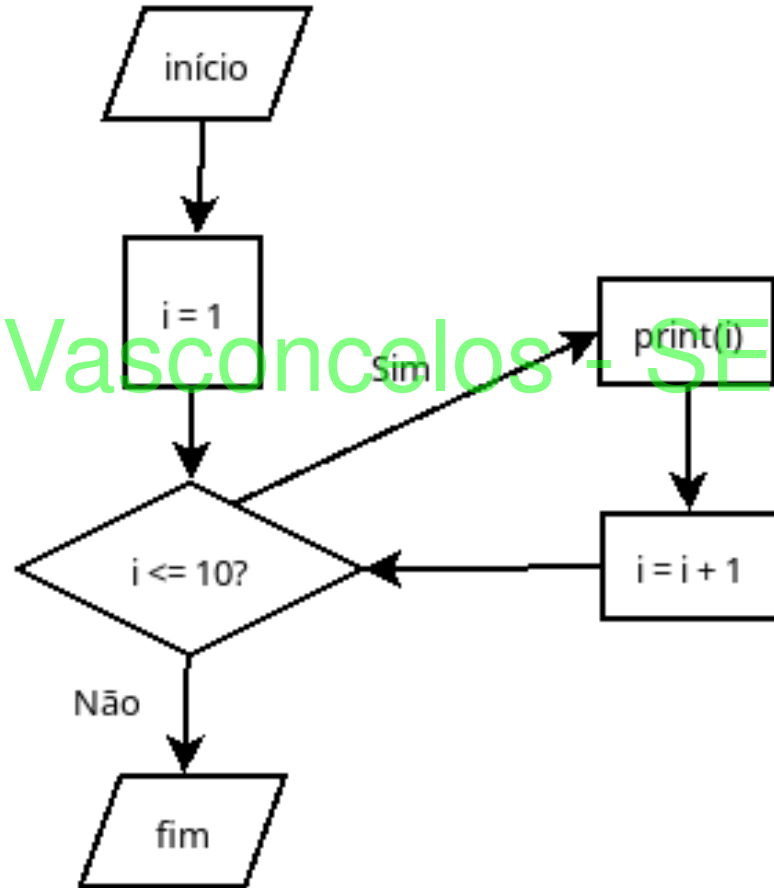 início
i = 1
Vasconcelos - SE
Sim
print(i)
i <= 10?
i = i + 1
Não
fim